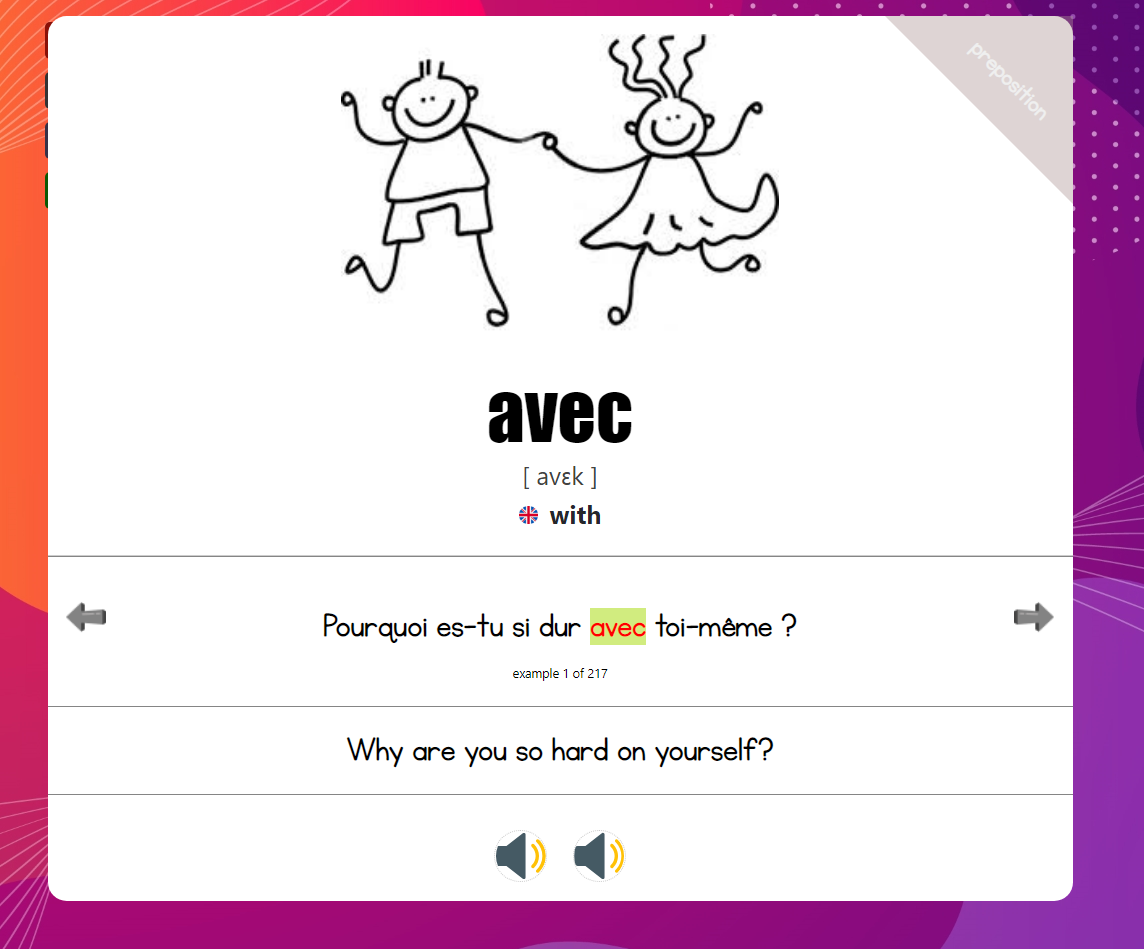 preposition
avec
[ avɛk ]
with
Pourquoi es-tu si dur avec toi-même ?
example 1 of 217
Why are you so hard on yourself?